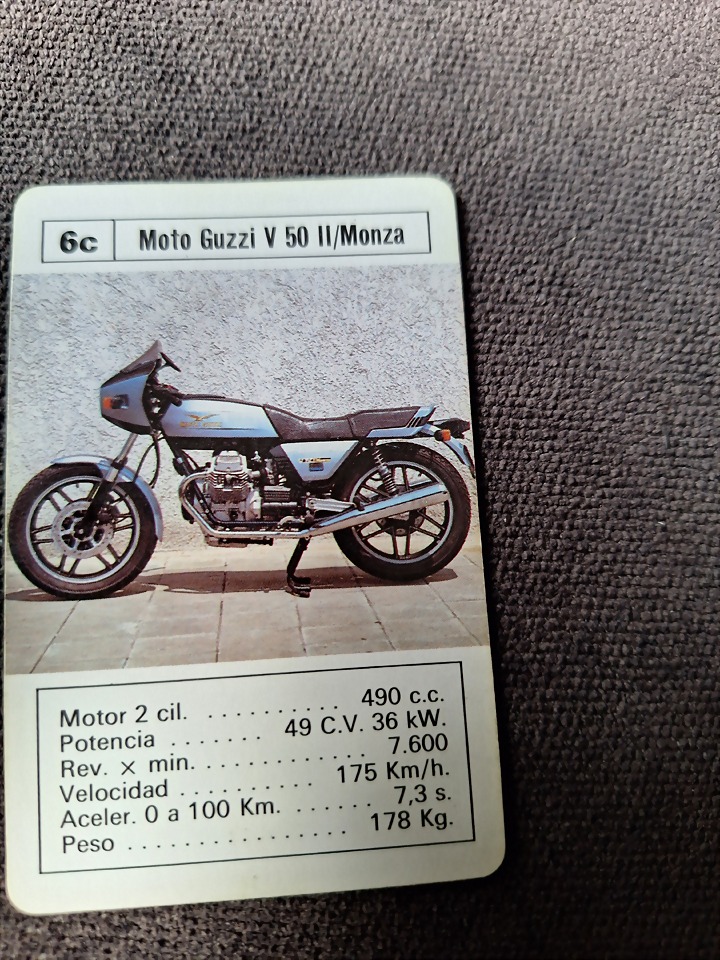 6c Moto Guzzi V 50 II/Monza
Motor 2 cil. .......... 490 c.c.
Potencia ....... 49 C.V. 36 kW.
Rev. x min. ............. 7.600
Velocidad .......... 175 Km/h.
Aceler. 0 a 100 Km. ...... 7,3 s.
Peso ................ 178 Kg.